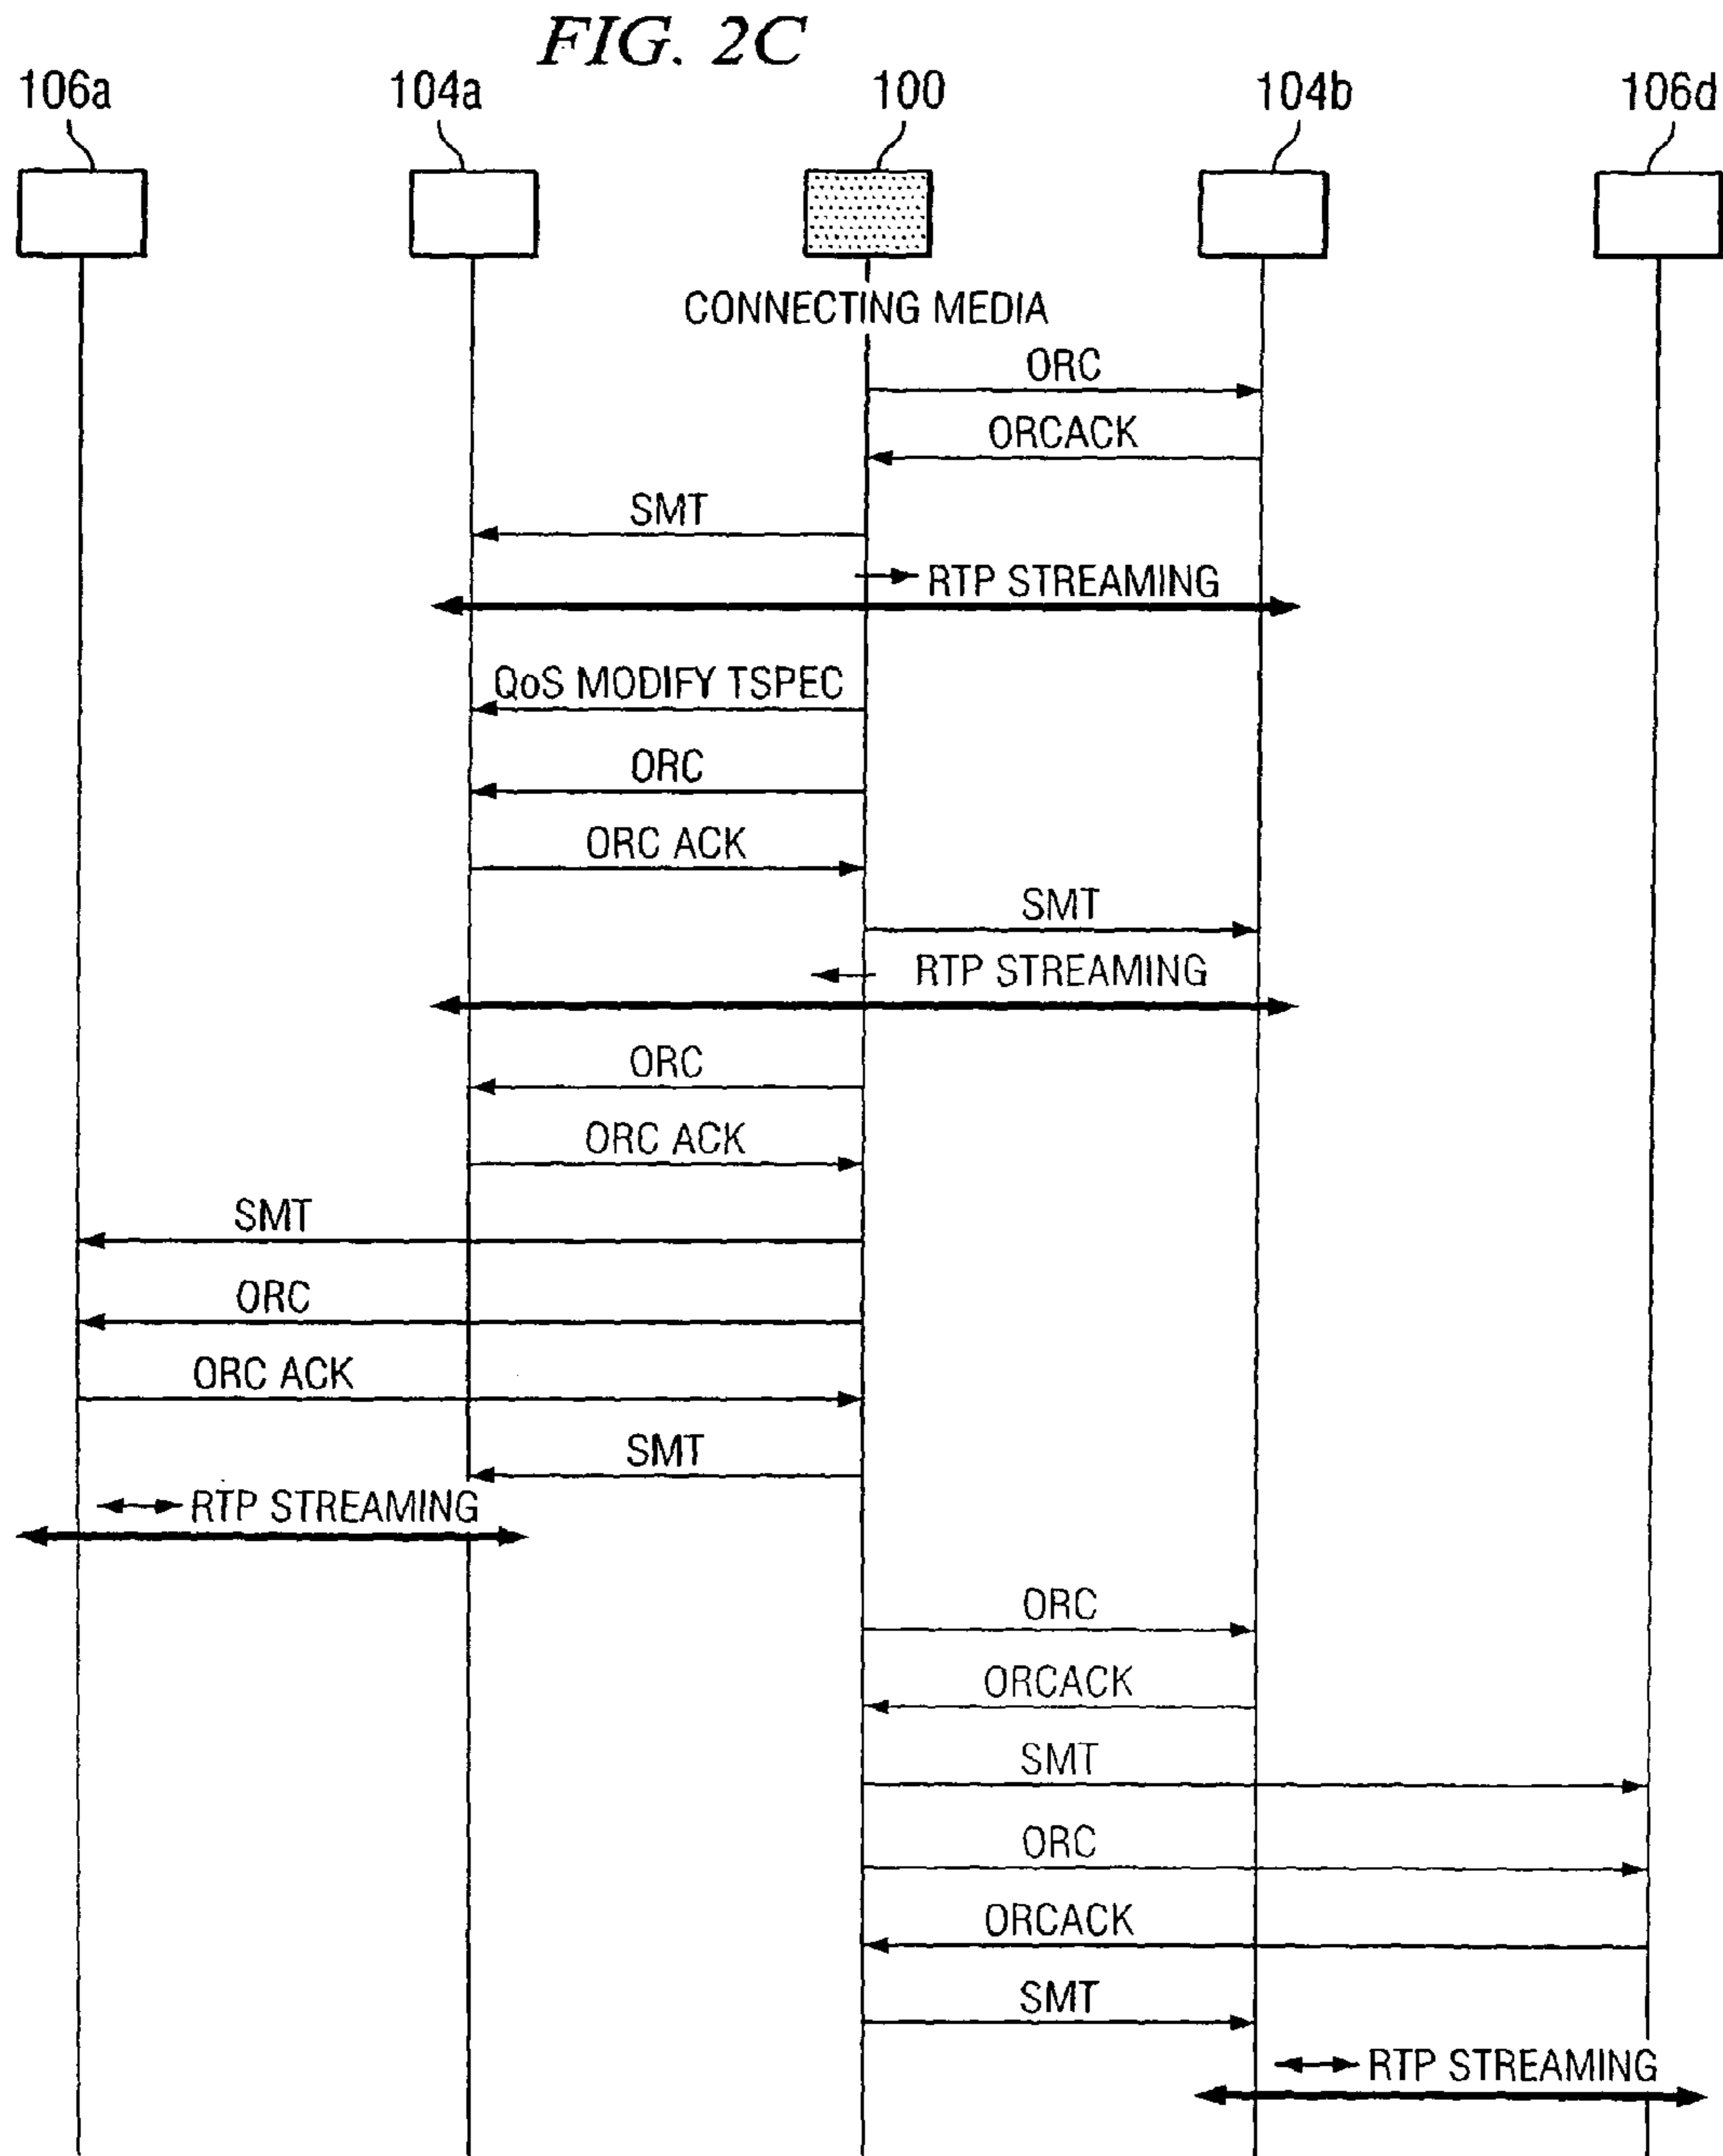 FIG. 2C
106a 104a 100 104b 106d
CONNECTING MEDIA
ORC
ORCACK
SMT
RTP STREAMING
QoS MODIFY TSPEC
ORC
ORC ACK
SMT
RTP STREAMING
ORC
ORC ACK
SMT
ORC
ORC ACK
SMT
RTP STREAMING
ORC
ORCACK
SMT
ORC
ORCACK
SMT
RTP STREAMING